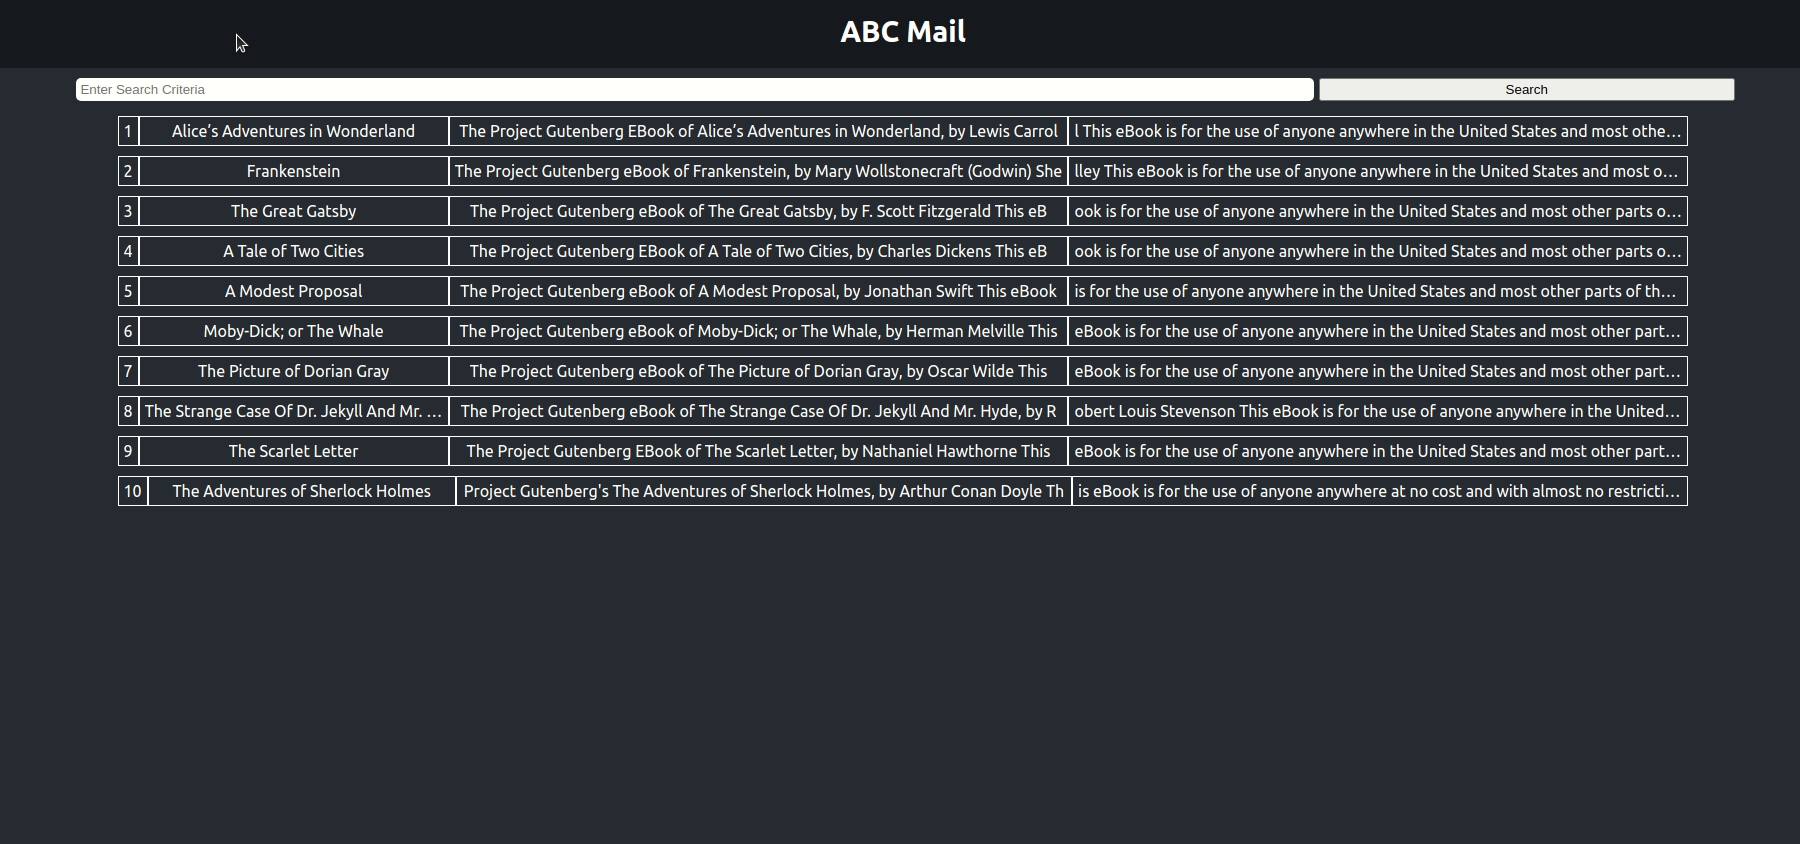 ABC Mail
Enter Search Criteria Search
1 Alice’s Adventures in Wonderland The Project Gutenberg EBook of Alice’s Adventures in Wonderland, by Lewis Carrol l This eBook is for the use of anyone anywhere in the United States and most othe…
2 Frankenstein The Project Gutenberg eBook of Frankenstein, by Mary Wollstonecraft (Godwin) She lley This eBook is for the use of anyone anywhere in the United States and most o…
3 The Great Gatsby The Project Gutenberg eBook of The Great Gatsby, by F. Scott Fitzgerald This eB ook is for the use of anyone anywhere in the United States and most other parts o…
4 A Tale of Two Cities The Project Gutenberg EBook of A Tale of Two Cities, by Charles Dickens This eB ook is for the use of anyone anywhere in the United States and most other parts o…
5 A Modest Proposal The Project Gutenberg eBook of A Modest Proposal, by Jonathan Swift This eBook is for the use of anyone anywhere in the United States and most other parts of th…
6 Moby-Dick; or The Whale The Project Gutenberg eBook of Moby-Dick; or The Whale, by Herman Melville This eBook is for the use of anyone anywhere in the United States and most other part…
7 The Picture of Dorian Gray The Project Gutenberg eBook of The Picture of Dorian Gray, by Oscar Wilde This eBook is for the use of anyone anywhere in the United States and most other part…
8 The Strange Case Of Dr. Jekyll And Mr. … The Project Gutenberg eBook of The Strange Case Of Dr. Jekyll And Mr. Hyde, by R obert Louis Stevenson This eBook is for the use of anyone anywhere in the United…
9 The Scarlet Letter The Project Gutenberg EBook of The Scarlet Letter, by Nathaniel Hawthorne This eBook is for the use of anyone anywhere in the United States and most other part…
10 The Adventures of Sherlock Holmes Project Gutenberg's The Adventures of Sherlock Holmes, by Arthur Conan Doyle Th is eBook is for the use of anyone anywhere at no cost and with almost no restricti…